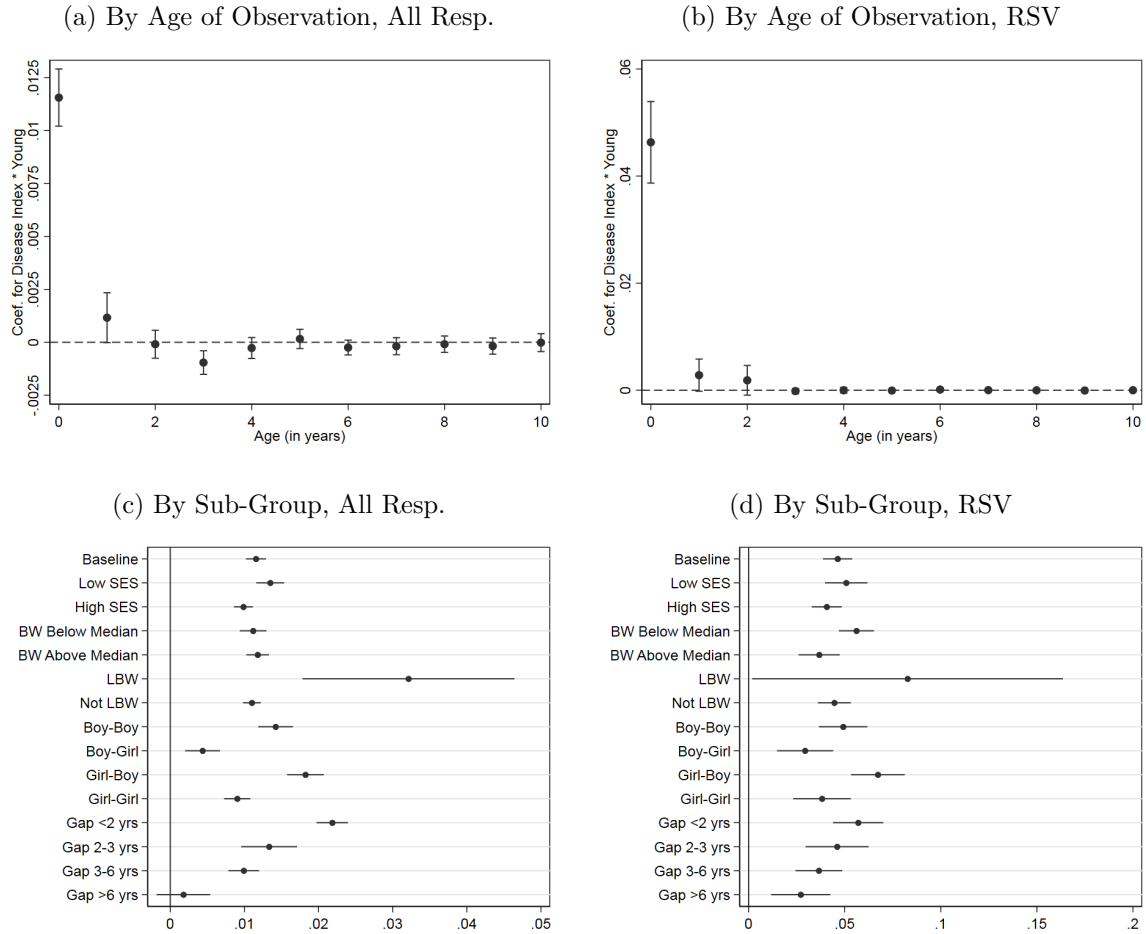 (a) By Age of Observation, All Resp.
Coef. for Disease Index * Young
.0125
.01
.0075
.005
.0025
0
-.0025
0 2 4 6 8 10
Age (in years)
(b) By Age of Observation, RSV
Coef. for Disease Index * Young
.06
.04
.02
0
0 2 4 6 8 10
Age (in years)
(c) By Sub-Group, All Resp.
Baseline
Low SES
High SES
BW Below Median
BW Above Median
LBW
Not LBW
Boy-Boy
Boy-Girl
Girl-Boy
Girl-Girl
Gap <2 yrs
Gap 2-3 yrs
Gap 3-6 yrs
Gap >6 yrs
0 .01 .02 .03 .04 .05
(d) By Sub-Group, RSV
Baseline
Low SES
High SES
BW Below Median
BW Above Median
LBW
Not LBW
Boy-Boy
Boy-Girl
Girl-Boy
Girl-Girl
Gap <2 yrs
Gap 2-3 yrs
Gap 3-6 yrs
Gap >6 yrs
0 .05 .1 .15 .2